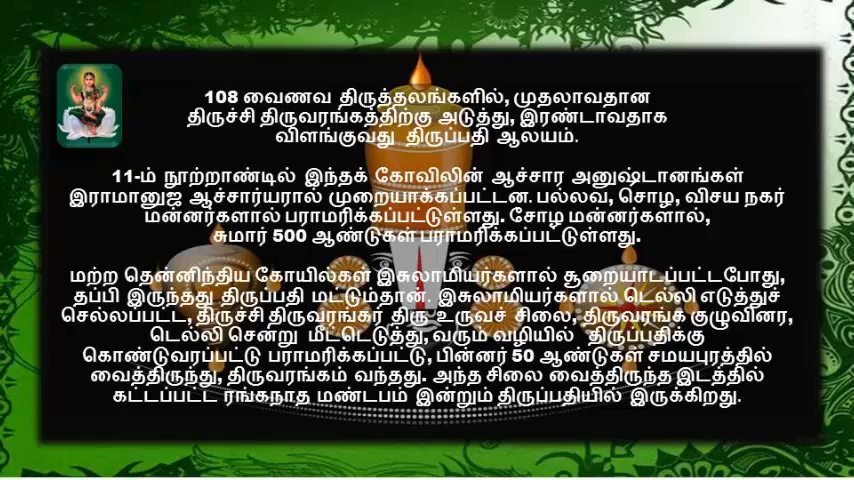 108 வைணவ திருத்தலங்களில், முதலாவதான
திருச்சி திருவரங்கத்திற்கு அடுத்து, இரண்டாவதாக
விளங்குவது திருப்பதி ஆலயம்.
11-ம் நூற்றாண்டில் இந்தக் கோவிலின் ஆச்சார அனுஷ்டானங்கள்
இராமானுஜ ஆச்சார்யரால் முறையாக்கப்பட்டன. பல்லவ, சொழ, விசய நகர்
மன்னர்களால் பராமரிக்கப்பட்டுள்ளது. சோழ மன்னர்களால்,
சுமார் 500 ஆண்டுகள் பராமரிக்கப்பட்டுள்ளது.
மற்ற தென்னிந்திய கோயில்கள் இசுலாமியர்களால் சூறையாடப்பட்டபோது,
தப்பி இருந்தது திருப்பதி மட்டும்தான். இசுலாமியர்களால் டெல்லி எடுத்துச்
செல்லப்பட்ட, திருச்சி திருவரங்கர் திரு உருவச் சிலை, திருவரங்க குழுவினர,
டெல்லி சென்று மீட்டெடுத்து, வரும் வழியில் திருப்பதிக்கு
கொண்டுவரப்பட்டு பராமரிக்கப்பட்டு, பின்னர் 50 ஆண்டுகள் சமயபுரத்தில்
வைத்திருந்து, திருவரங்கம் வந்தது. அந்த சிலை வைத்திருந்த இடத்தில்
கட்டப்பட்ட ரங்கநாத மண்டபம் இன்றும் திருப்பதியில் இருக்கிறது.